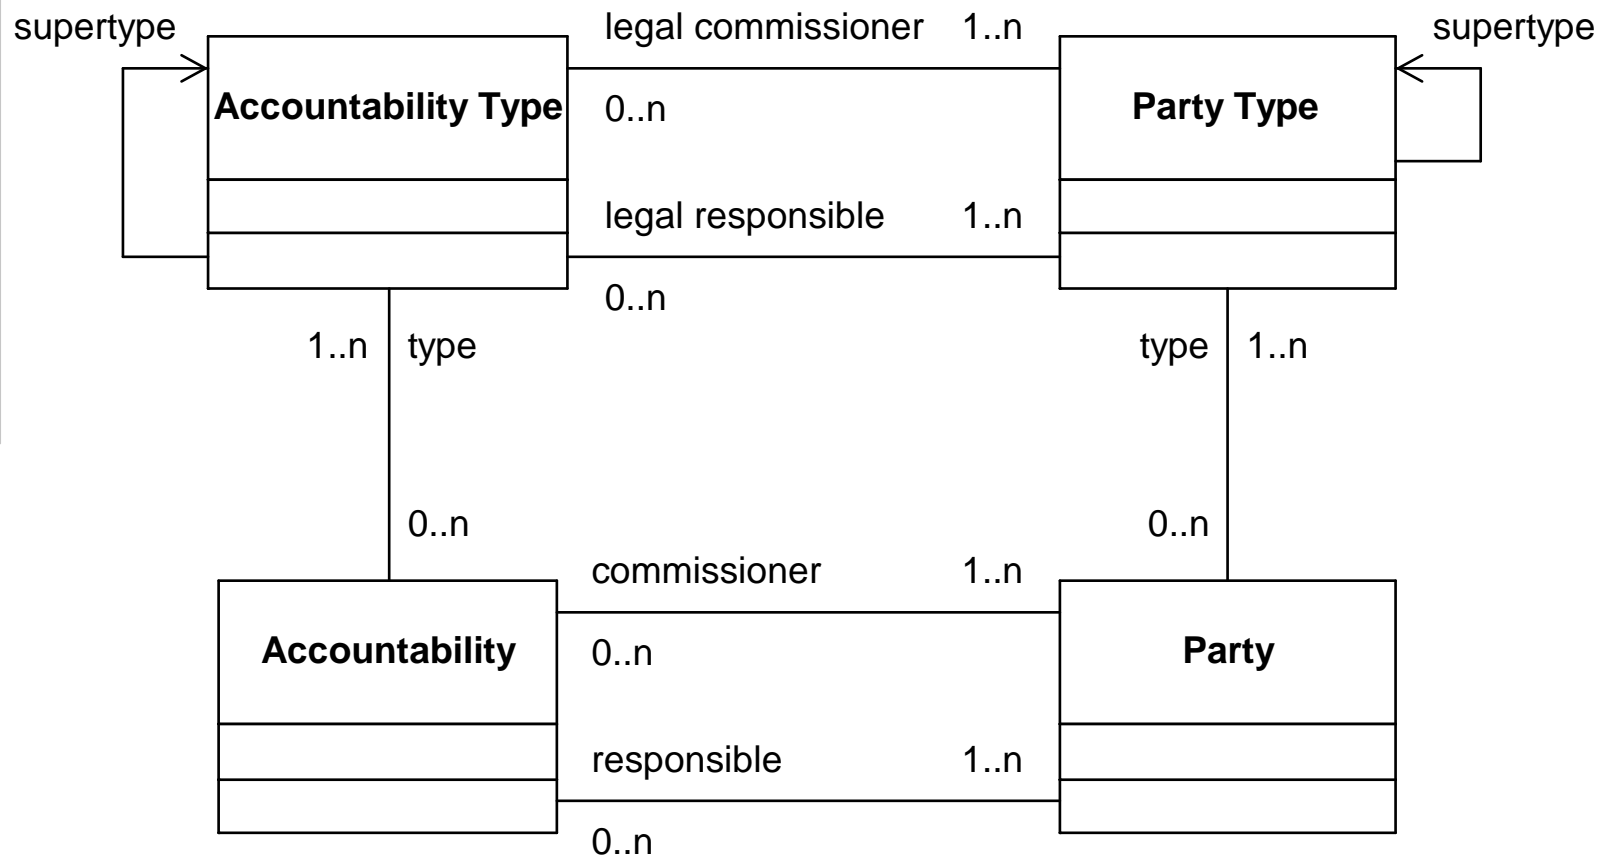 supertype
legal commissioner 1..n
supertype
Accountability Type
0..n
Party Type
legal responsible 1..n
0..n
1..n type
type 1..n
0..n
0..n
commissioner 1..n
Accountability
0..n
Party
responsible 1..n
0..n